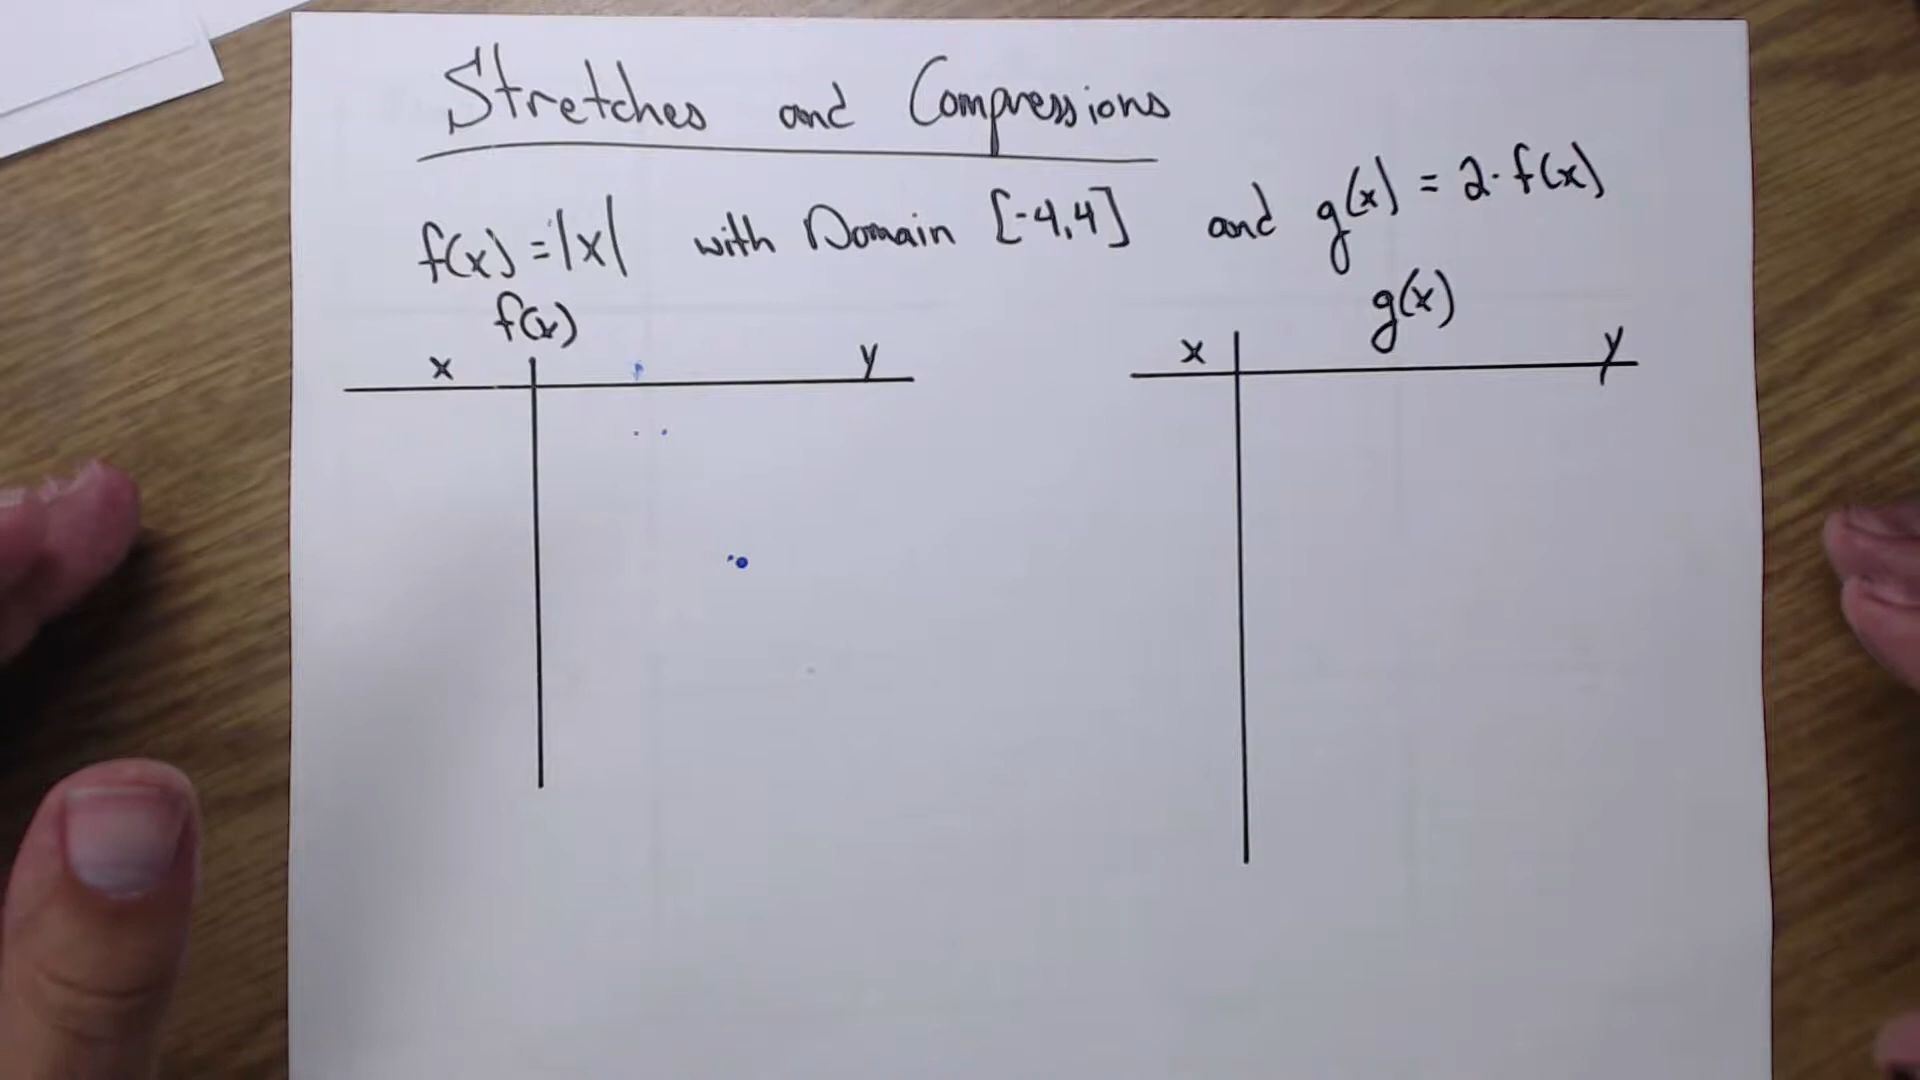 Stretches and Compressions
f(x) = |x| with Domain [-4,4] and g(x) = 2·f(x)
f(x) g(x)
x y x y